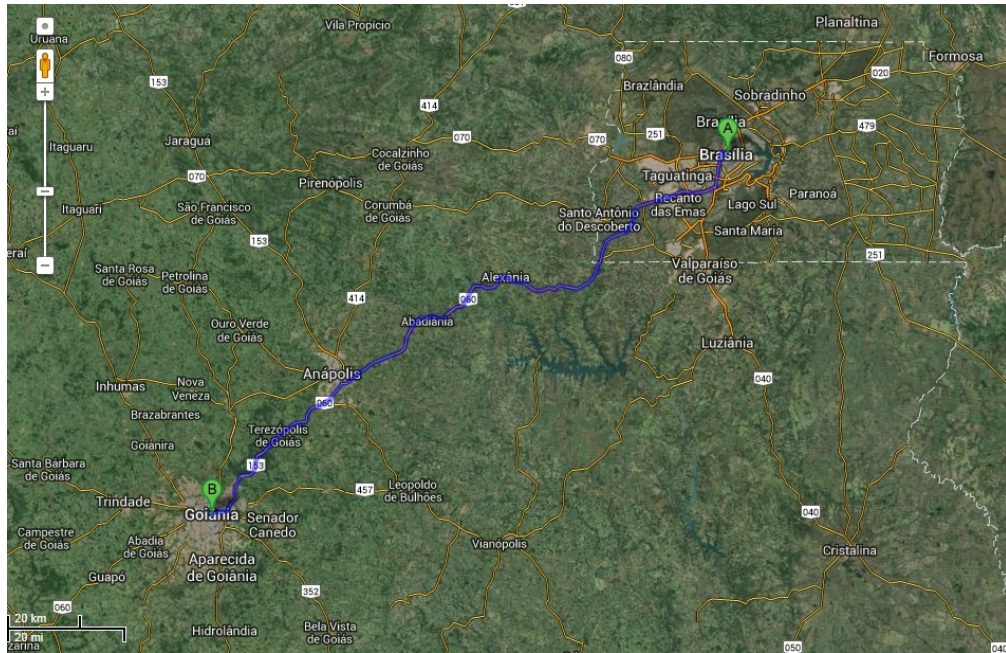 Vila Propício
Planaltina
Uruana
153
080
Formosa
Brazlândia
020
Sobradinho
414
Brasília
A
479
Jaraguá
070
070
251
Itaguaru
Cocalzinho
de Goiás
Brasília
Taguatinga
070
Pirenópolis
Recanto
das Emas
Paranoá
Itaguari
São Francisco
de Goiás
Corumbá
de Goiás
Lago Sul
Santo Antônio
do Descoberto
Santa Maria
153
251
Valparaíso
de Goiás
Santa Rosa
de Goiás
Petrolina
de Goiás
Alexânia
414
060
Ouro Verde
de Goiás
Abadiânia
Luziânia
Anápolis
040
Inhumas
Nova
Veneza
060
Brazabrantes
Terezópolis
de Goiás
Goianira
Santa Bárbara
de Goiás
153
B
457
Leopoldo
de Bulhões
Trindade
Goiânia
Senador
Canedo
040
Campestre
de Goiás
Abadia
de Goiás
Vianópolis
Cristalina
Aparecida
de Goiânia
Guapó
352
060
20 km
Hidrolândia
Bela Vista
de Goiás
20 mi
050